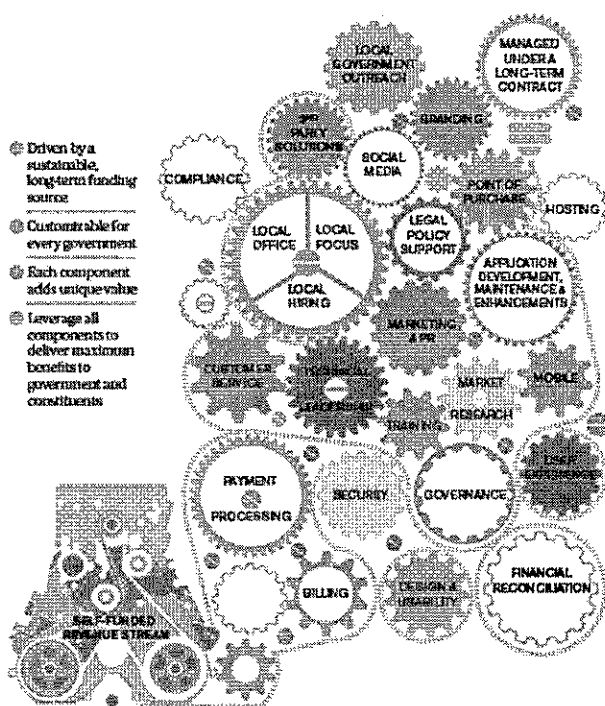 LOCAL
GOVERNMENT
OUTREACH
MANAGED
UNDER A
LONG-TERM
CONTRACT
BRANDING
3RD
PARTY
SOLUTIONS
SOCIAL
MEDIA
COMPLIANCE
POINT OF
PURCHASE
HOSTING
Driven by a
sustainable,
long-term funding
source
Customizable for
every government
Each component
adds unique value
Leverage all
components to
deliver maximum
benefits to
government and
constituents
LOCAL
OFFICE
LOCAL
FOCUS
LOCAL
HIRING
LEGAL
POLICY
SUPPORT
APPLICATION
DEVELOPMENT,
MAINTENANCE &
ENHANCEMENTS
MARKETING
& PR
CUSTOMER
SERVICE
TECHNICAL
LEADERSHIP
MARKET
RESEARCH
MOBILE
TRAINING
USER
EXPERIENCE
PAYMENT
PROCESSING
SECURITY
GOVERNANCE
BILLING
DESIGN &
USABILITY
FINANCIAL
RECONCILIATION
SELF-FUNDED
REVENUE STREAM